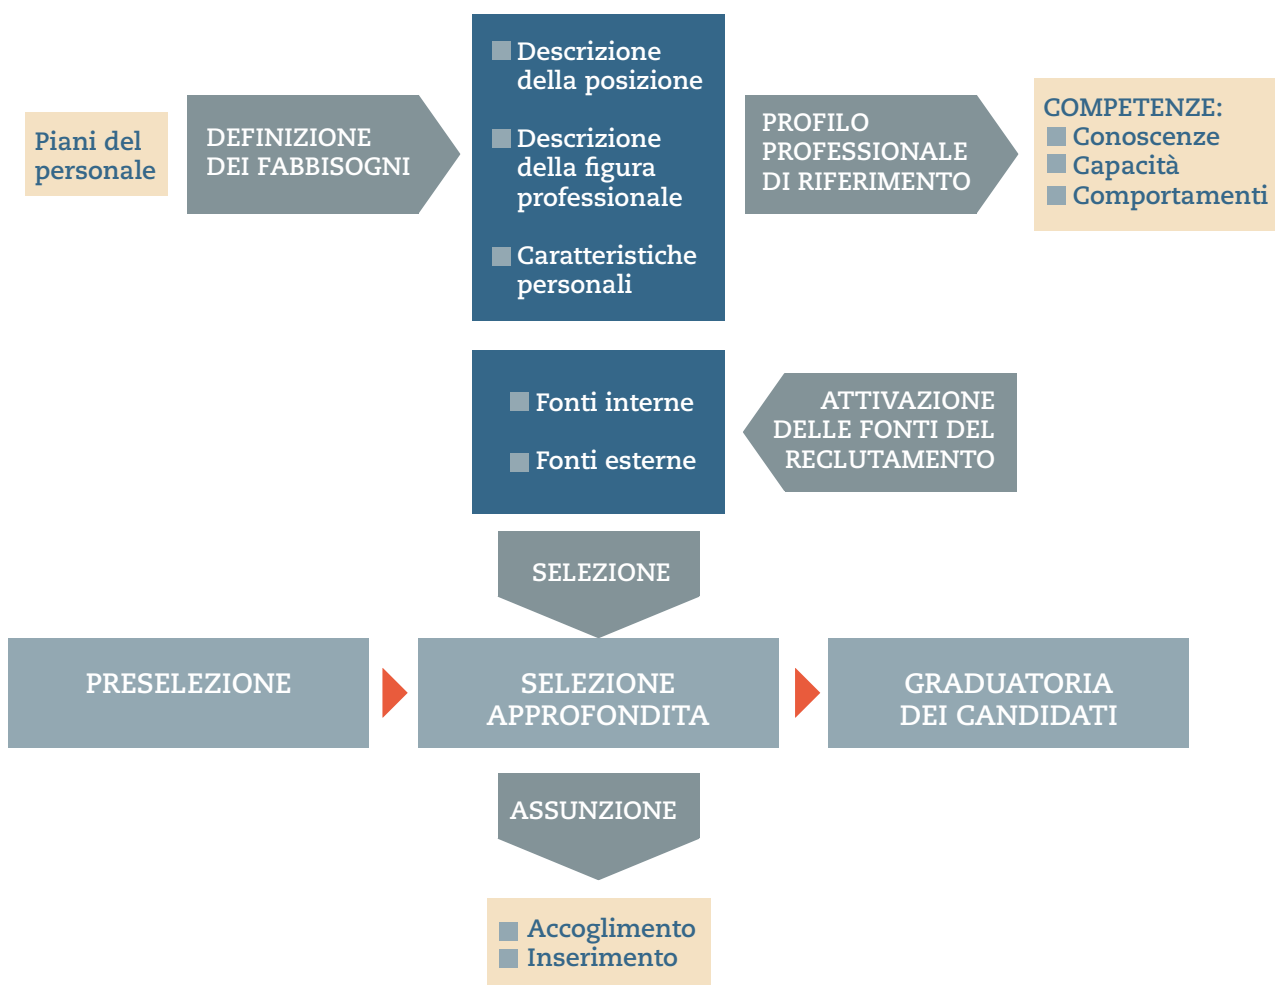 Piani del
personale
DEFINIZIONE
DEI FABBISOGNI
Descrizione
della posizione
Descrizione
della figura
professionale
Caratteristiche
personali
PROFILO
PROFESSIONALE
DI RIFERIMENTO
COMPETENZE:
Conoscenze
Capacità
Comportamenti
ATTIVAZIONE
DELLE FONTI DEL
RECLUTAMENTO
Fonti interne
Fonti esterne
SELEZIONE
PRESELEZIONE
SELEZIONE
APPROFONDITA
GRADUATORIA
DEI CANDIDATI
ASSUNZIONE
Accoglimento
Inserimento